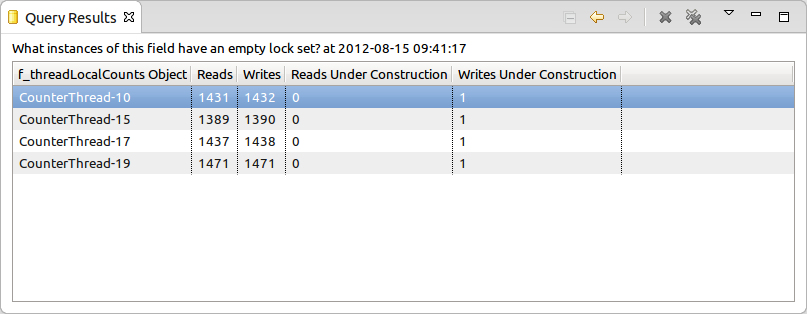 Query Results
What instances of this field have an empty lock set? at 2012-08-15 09:41:17
f_threadLocalCounts Object Reads Writes Reads Under Construction Writes Under Construction
CounterThread-10 1431 1432 0 1
CounterThread-15 1389 1390 0 1
CounterThread-17 1437 1438 0 1
CounterThread-19 1471 1471 0 1